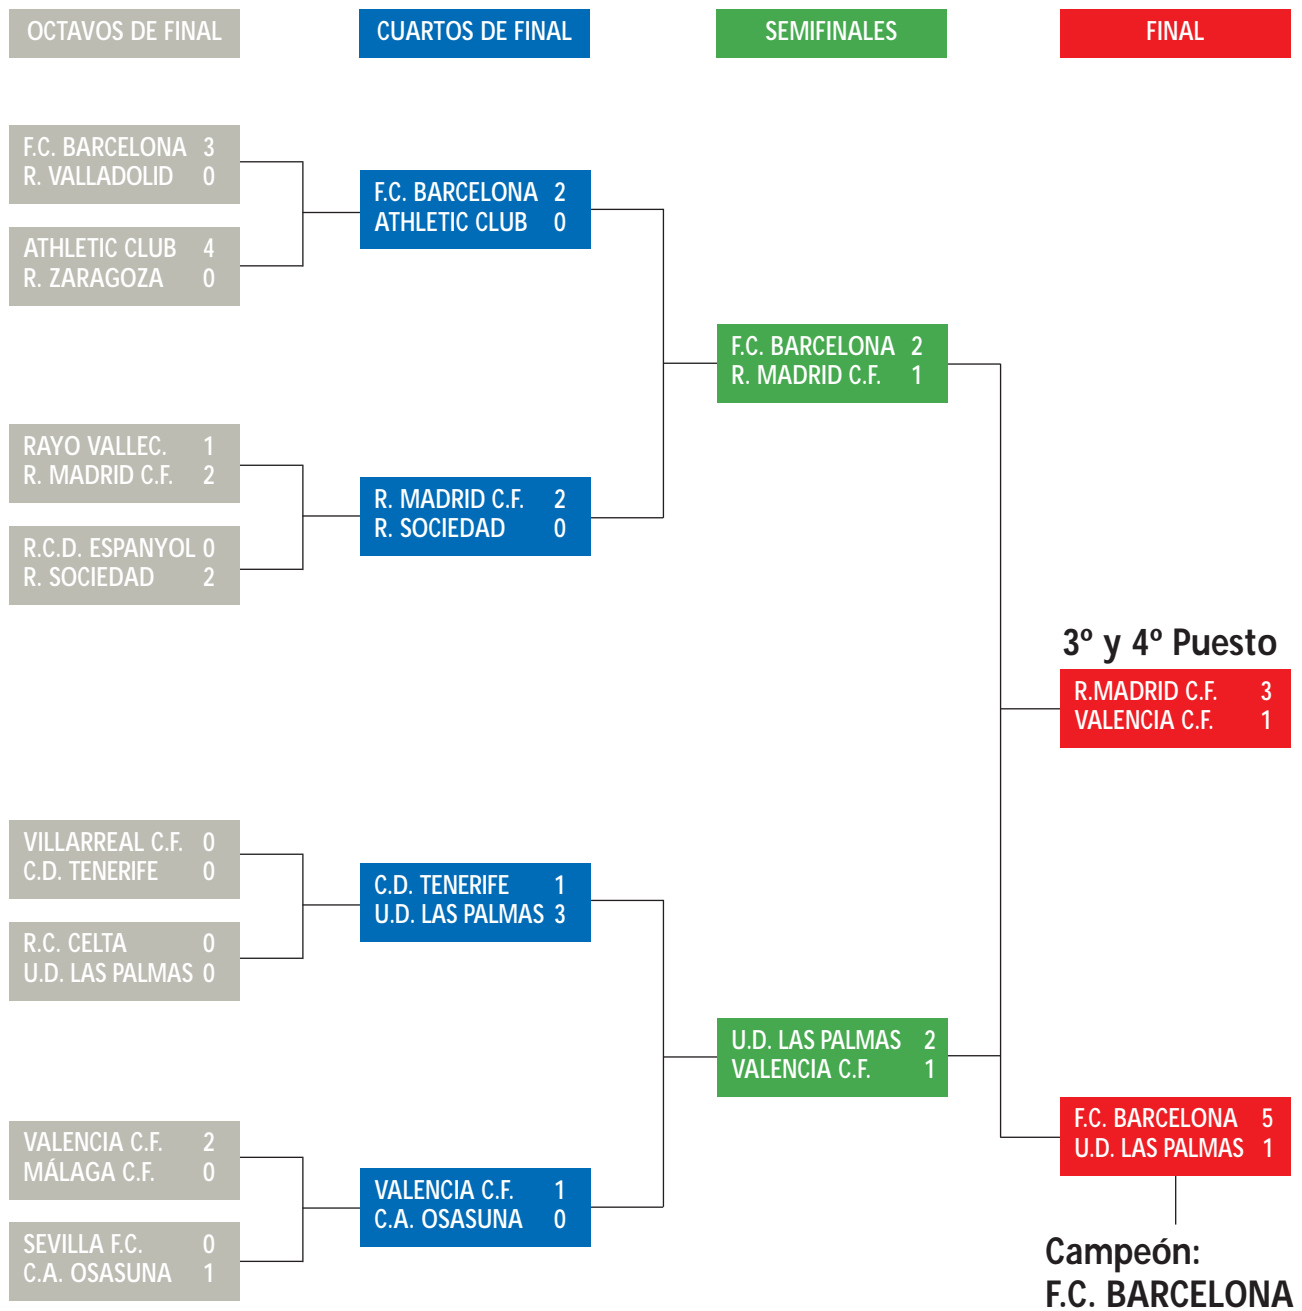 OCTAVOS DE FINAL
CUARTOS DE FINAL
SEMIFINALES
FINAL
F.C. BARCELONA 3
R. VALLADOLID 0
ATHLETIC CLUB 4
R. ZARAGOZA 0
RAYO VALLEC. 1
R. MADRID C.F. 2
R.C.D. ESPANYOL 0
R. SOCIEDAD 2
VILLARREAL C.F. 0
C.D. TENERIFE 0
R.C. CELTA 0
U.D. LAS PALMAS 0
VALENCIA C.F. 2
MÁLAGA C.F. 0
SEVILLA F.C. 0
C.A. OSASUNA 1
F.C. BARCELONA 2
ATHLETIC CLUB 0
R. MADRID C.F. 2
R. SOCIEDAD 0
C.D. TENERIFE 1
U.D. LAS PALMAS 3
VALENCIA C.F. 1
C.A. OSASUNA 0
F.C. BARCELONA 2
R. MADRID C.F. 1
U.D. LAS PALMAS 2
VALENCIA C.F. 1
3º y 4º Puesto
R.MADRID C.F. 3
VALENCIA C.F. 1
F.C. BARCELONA 5
U.D. LAS PALMAS 1
Campeón:
F.C. BARCELONA